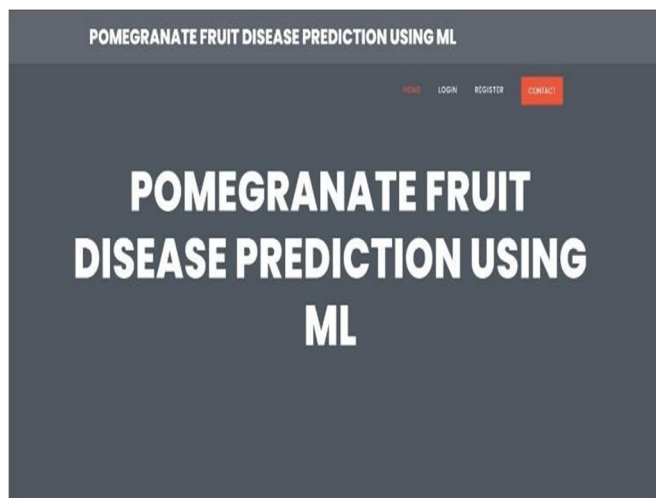 POMEGRANATE FRUIT DISEASE PREDICTION USING ML
HOME LOGIN REGISTER CONTACT
POMEGRANATE FRUIT
DISEASE PREDICTION USING
ML